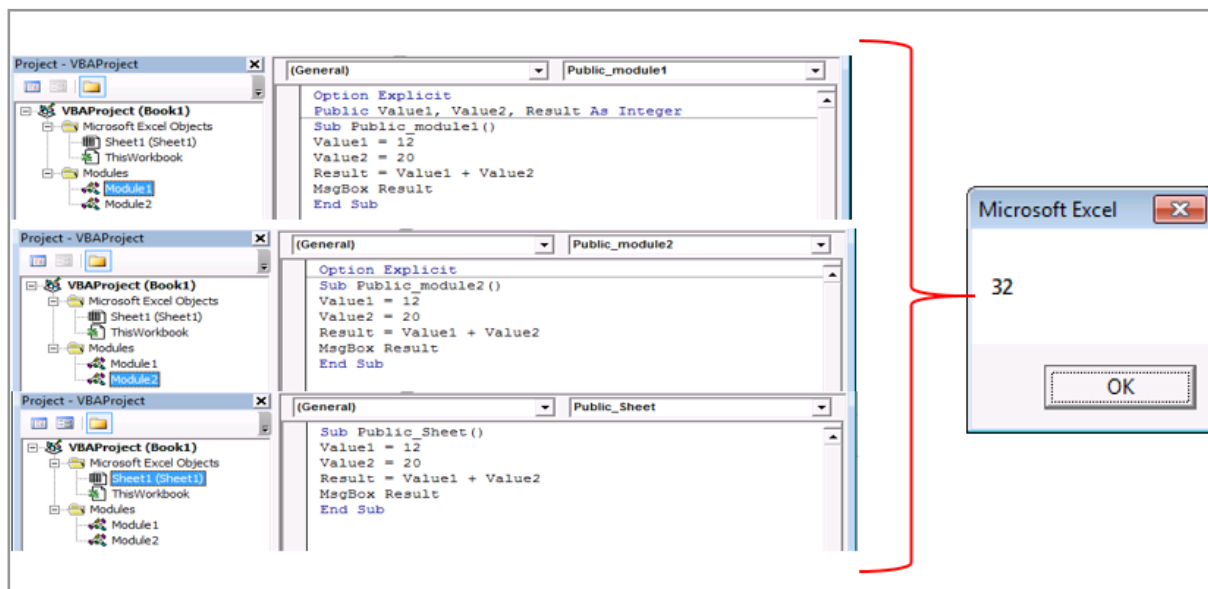 Project - VBAProject
VBAProject (Book1)
Microsoft Excel Objects
Sheet1 (Sheet1)
ThisWorkbook
Modules
Module1
Module2
(General)
Public_module1
Option Explicit
Public Value1, Value2, Result As Integer
Sub Public_module1()
Value1 = 12
Value2 = 20
Result = Value1 + Value2
MsgBox Result
End Sub
Project - VBAProject
VBAProject (Book1)
Microsoft Excel Objects
Sheet1 (Sheet1)
ThisWorkbook
Modules
Module1
Module2
(General)
Public_module2
Option Explicit
Sub Public_module2()
Value1 = 12
Value2 = 20
Result = Value1 + Value2
MsgBox Result
End Sub
Project - VBAProject
VBAProject (Book1)
Microsoft Excel Objects
Sheet1 (Sheet1)
ThisWorkbook
Modules
Module1
Module2
(General)
Public_Sheet
Sub Public_Sheet()
Value1 = 12
Value2 = 20
Result = Value1 + Value2
MsgBox Result
End Sub
Microsoft Excel
32
OK